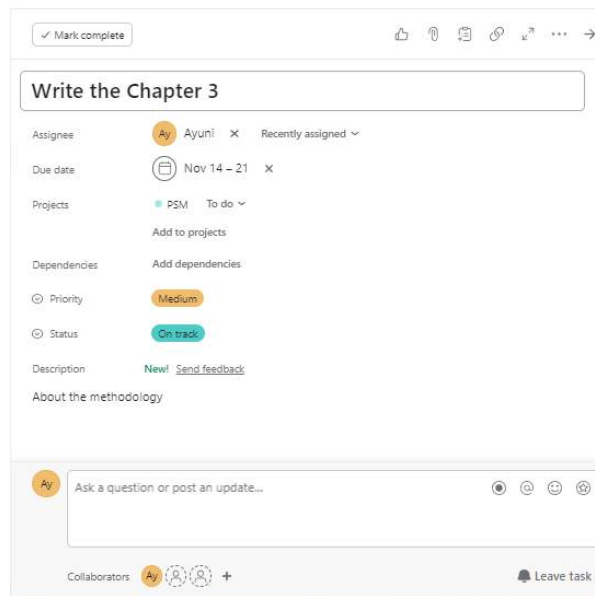 ✓ Mark complete
Write the Chapter 3
Assignee Ay Ayuni × Recently assigned
Due date Nov 14 – 21 ×
Projects PSM To do
Add to projects
Dependencies Add dependencies
Priority Medium
Status On track
Description New! Send feedback
About the methodology
Ay Ask a question or post an update...
Collaborators Ay + Leave task